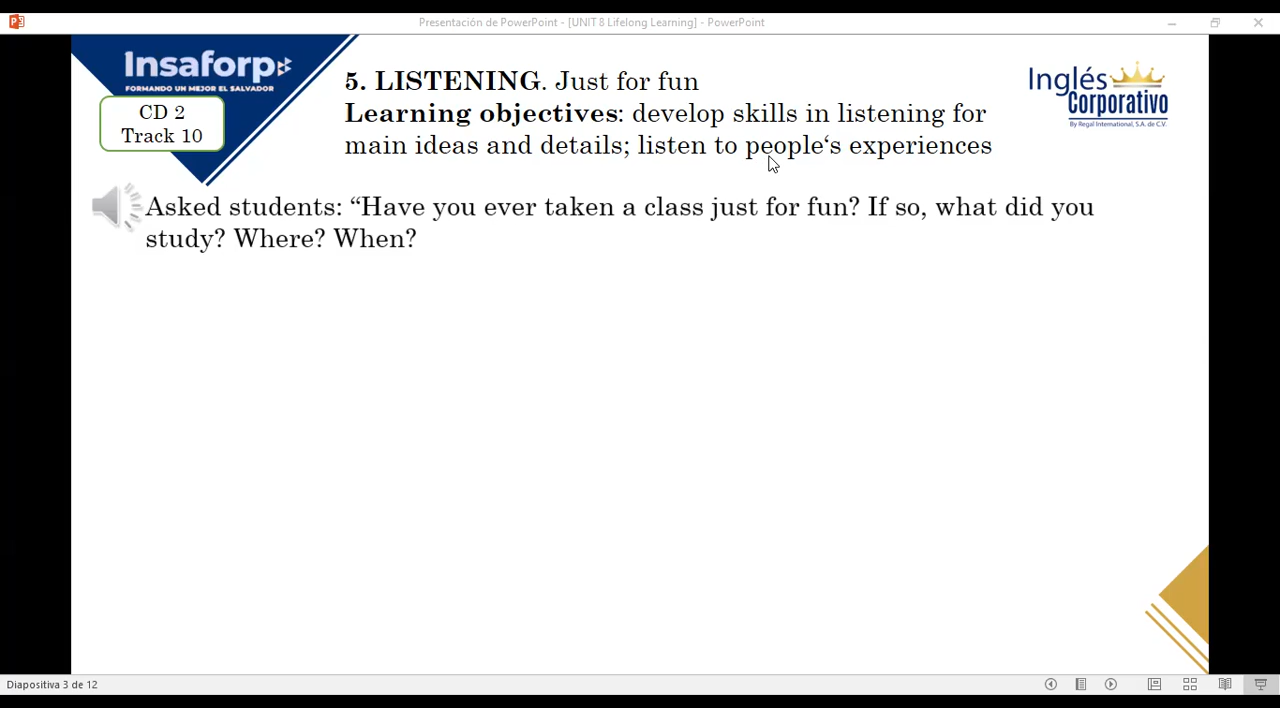 Presentación de PowerPoint - [UNIT 8 Lifelong Learning] - PowerPoint
Insaforp
FORMANDO UN MEJOR EL SALVADOR
CD 2
Track 10
5. LISTENING. Just for fun
Learning objectives: develop skills in listening for
main ideas and details; listen to people‘s experiences
Inglés
Corporativo
By Regal International, S.A. de C.V.
Asked students: “Have you ever taken a class just for fun? If so, what did you
study? Where? When?
Diapositiva 3 de 12